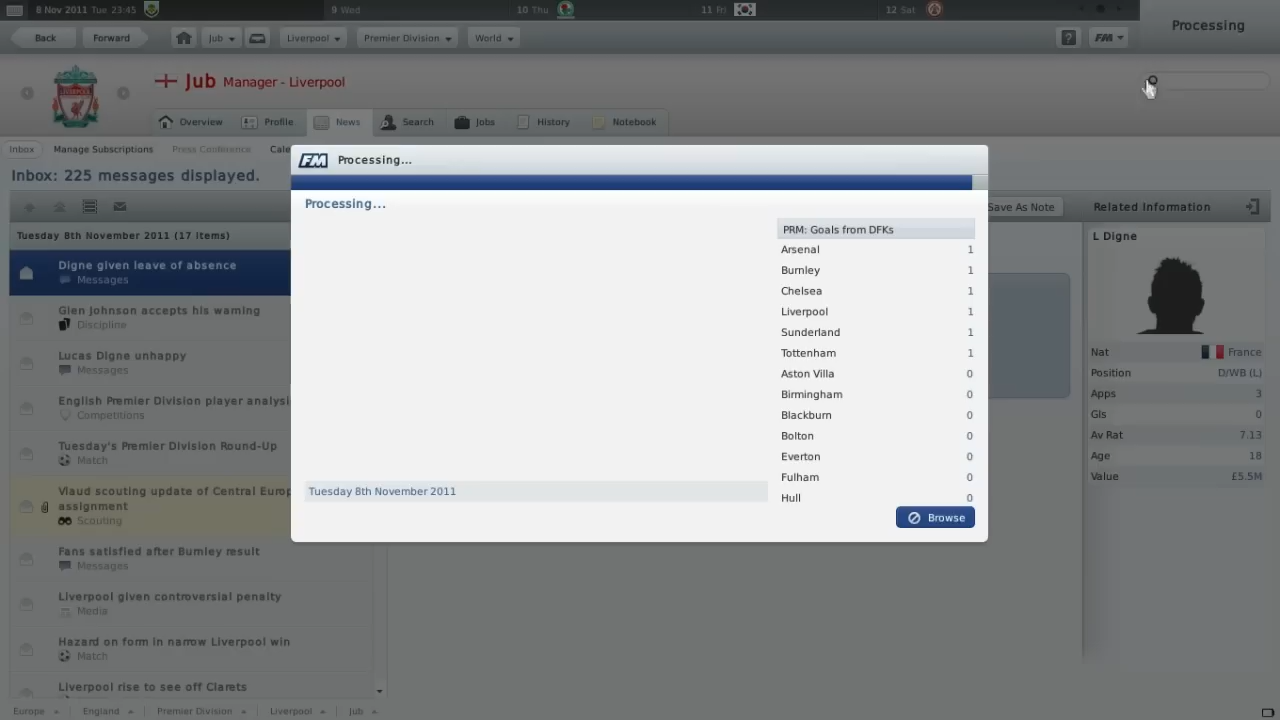 8 Nov 2011 Tue 23:45
9 Wed
10 Thu
11 Fri
12 Sat
Processing
Back
Forward
Jub
Liverpool
Premier Division
World
?
FM
LIVERPOOL
Jub Manager - Liverpool
Overview
Profile
News
Search
Jobs
History
Notebook
Inbox
Manage Subscriptions
Press Conference
Cale
Inbox: 225 messages displayed.
Save As Note
Related Information
Tuesday 8th November 2011 (17 items)
Digne given leave of absence
Messages
Glen Johnson accepts his warning
Discipline
Lucas Digne unhappy
Messages
English Premier Division player analysi
Competitions
Tuesday's Premier Division Round-Up
Match
Viaud scouting update of Central Europ
assignment
Scouting
Fans satisfied after Burnley result
Messages
Liverpool given controversial penalty
Media
Hazard on form in narrow Liverpool win
Match
Liverpool rise to see off Clarets
FM Processing...
Processing...
PRM: Goals from DFKs
Arsenal 1
Burnley 1
Chelsea 1
Liverpool 1
Sunderland 1
Tottenham 1
Aston Villa 0
Birmingham 0
Blackburn 0
Bolton 0
Everton 0
Fulham 0
Hull 0
Tuesday 8th November 2011
Browse
L Digne
Nat France
Position D/WB (L)
Apps 3
Gls 0
Av Rat 7.13
Age 18
Value £5.5M
Europe
England
Premier Division
Liverpool
Jub